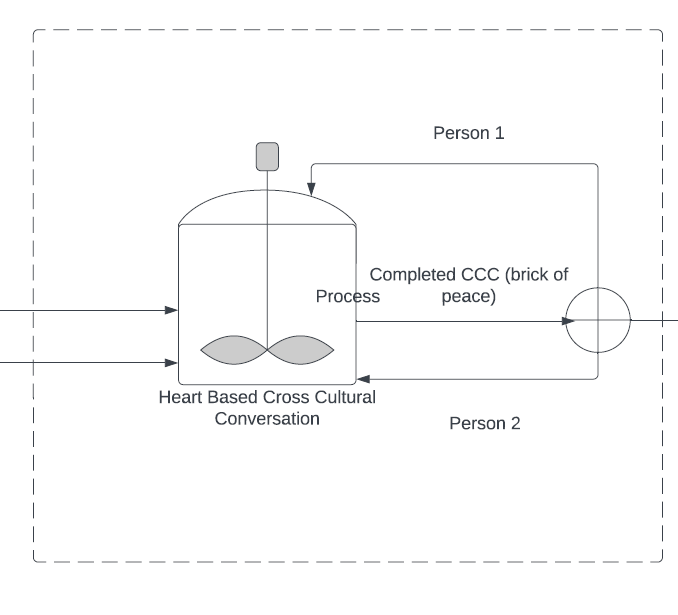 Person 1
Completed CCC (brick of
peace)
Process
Heart Based Cross Cultural
Conversation
Person 2